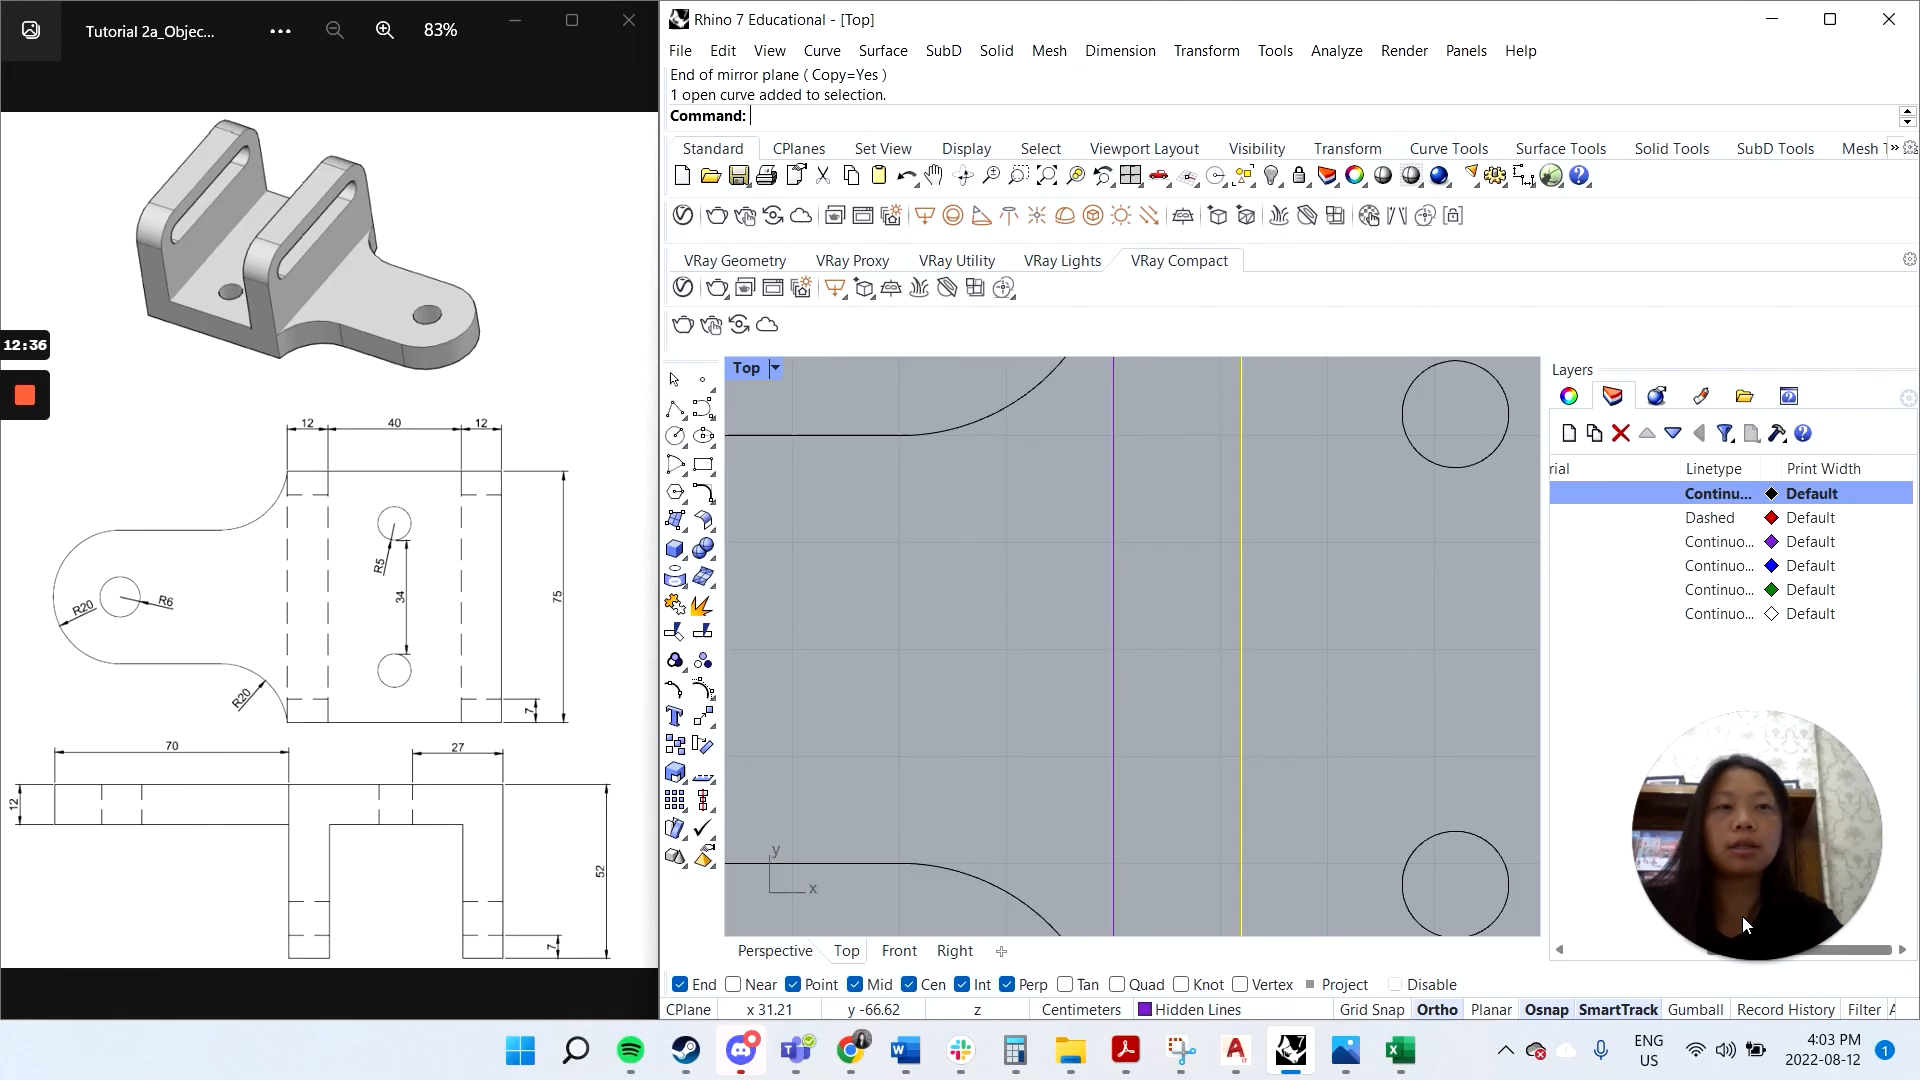 Tutorial 2a_Objec...
83%
12:36
12
40
12
R5
34
75
R20
R6
R20
7
70
27
12
52
7
Rhino 7 Educational - [Top]
File Edit View Curve Surface SubD Solid Mesh Dimension Transform Tools Analyze Render Panels Help
End of mirror plane ( Copy=Yes )
1 open curve added to selection.
Command:
Standard CPlanes Set View Display Select Viewport Layout Visibility Transform Curve Tools Surface Tools Solid Tools SubD Tools Mesh T
VRay Geometry VRay Proxy VRay Utility VRay Lights VRay Compact
Top
y
x
Layers
rial Linetype Print Width
Continu... Default
Dashed Default
Continuo... Default
Continuo... Default
Continuo... Default
Continuo... Default
Perspective Top Front Right
End Near Point Mid Cen Int Perp Tan Quad Knot Vertex Project Disable
CPlane x 31.21 y -66.62 z Centimeters Hidden Lines Grid Snap Ortho Planar Osnap SmartTrack Gumball Record History Filter A
ENG
US
4:03 PM
2022-08-12
1